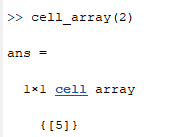 >> cell_array(2)
ans =
1×1 cell array
{[5]}